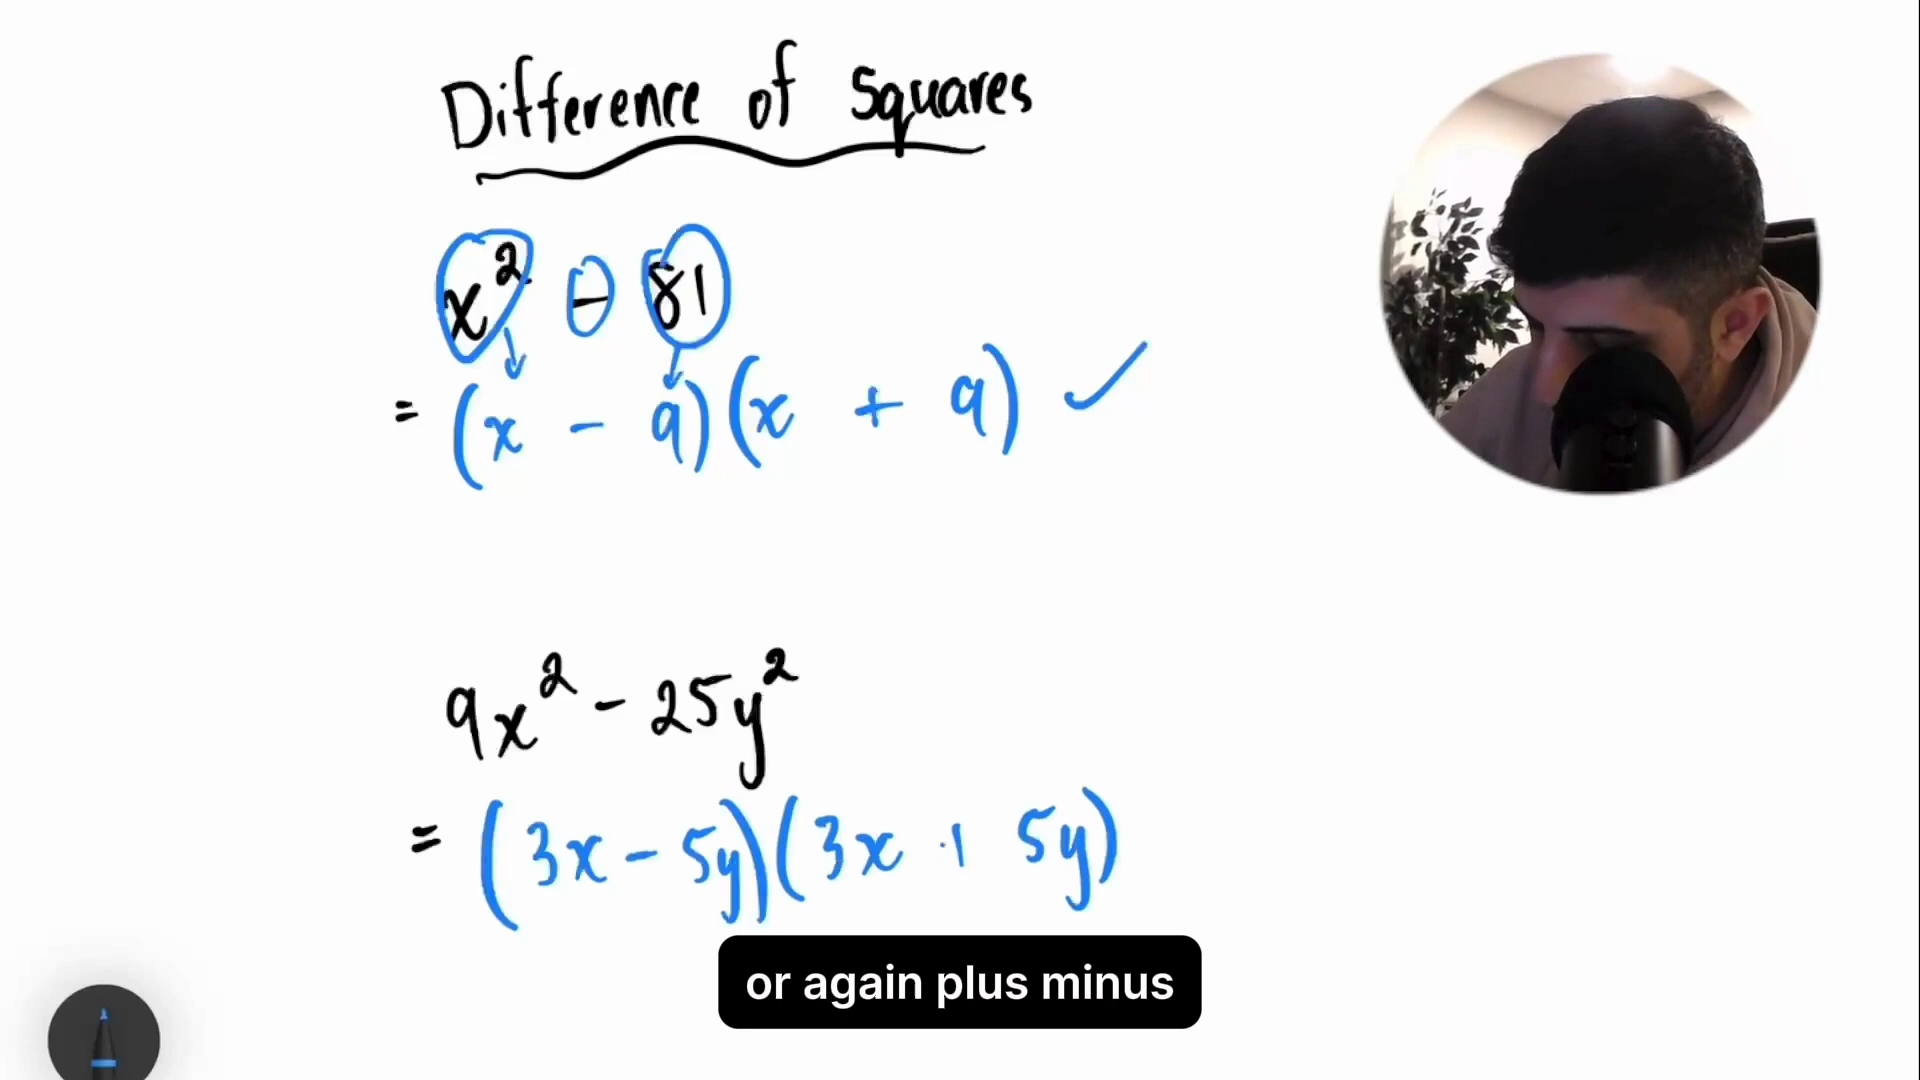 Difference of Squares
x² - 81
= (x - 9)(x + 9) ✓
9x² - 25y²
= (3x - 5y)(3x + 5y)
or again plus minus